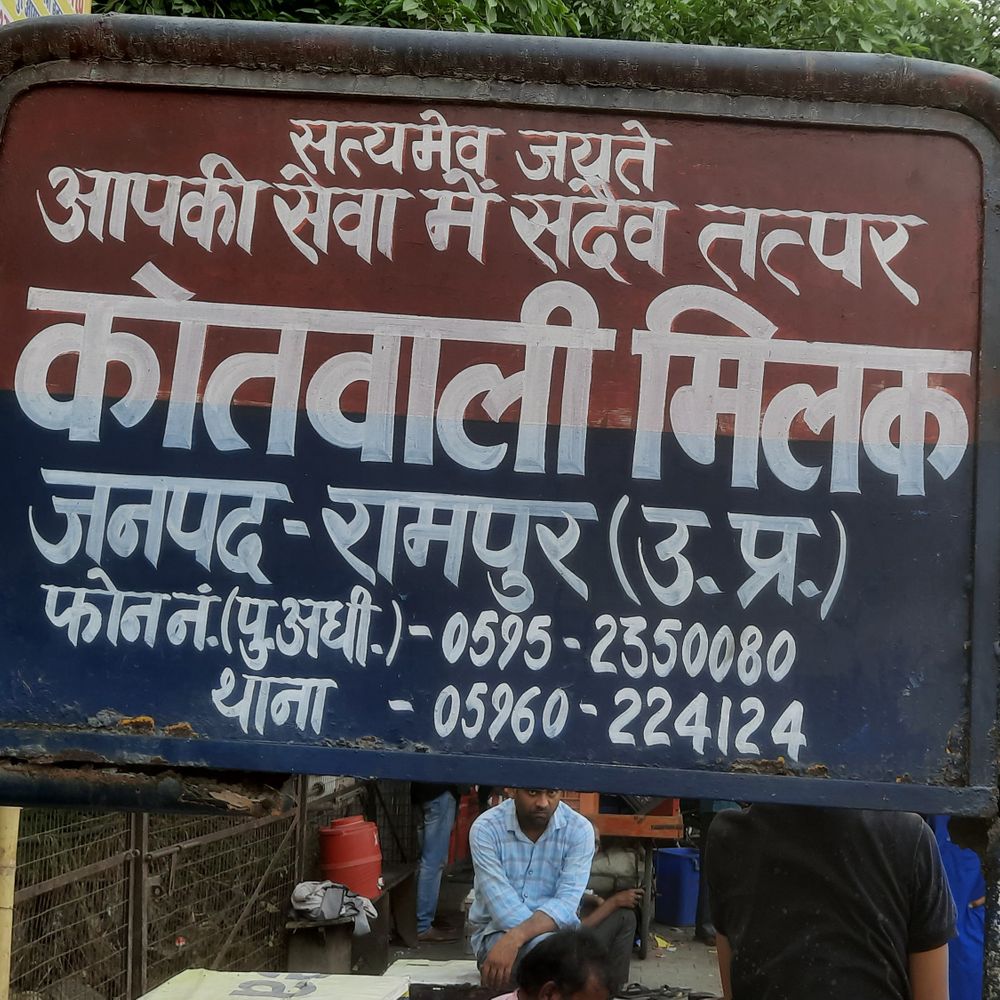 सत्यमेव जयते
आपकी सेवा में सदैव तत्पर
कोतवाली मिलक
जनपद-रामपुर (उ.प्र.)
फोन नं.(पु.अधी.)- 0595-2350080
थाना - 05960-224124